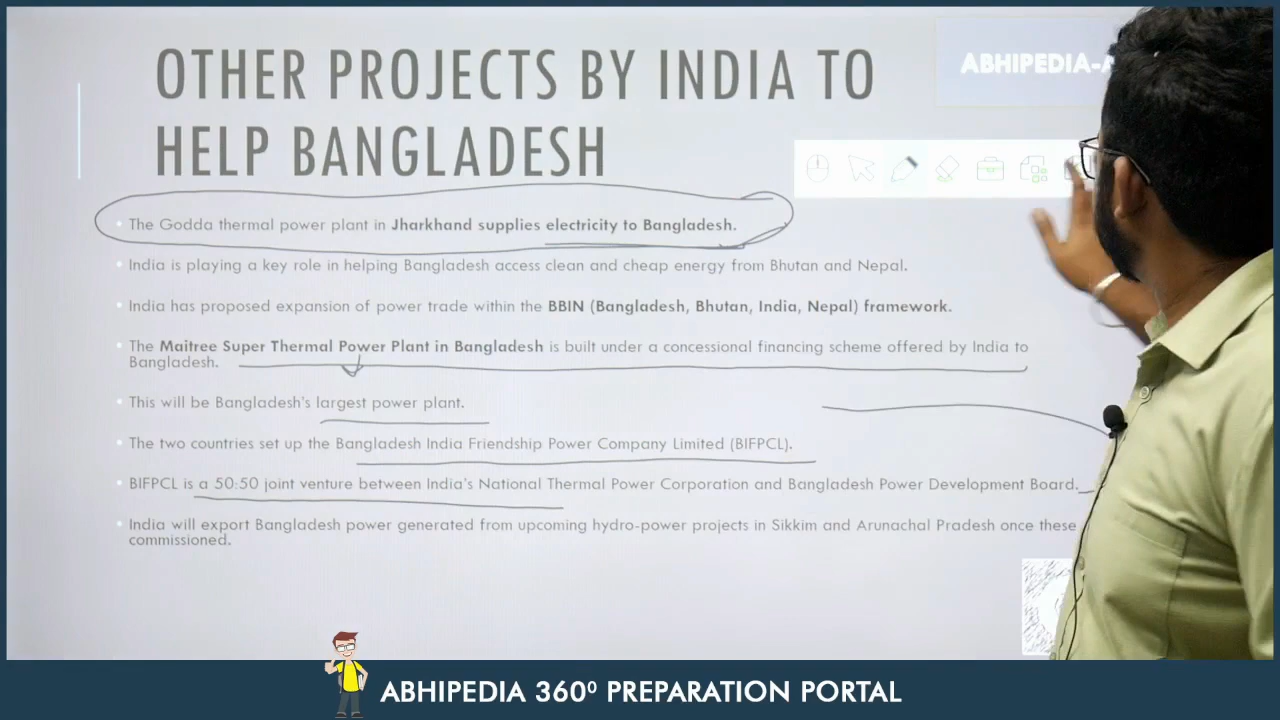 OTHER PROJECTS BY INDIA TO
HELP BANGLADESH
ABHIPEDIA-
The Godda thermal power plant in Jharkhand supplies electricity to Bangladesh.
India is playing a key role in helping Bangladesh access clean and cheap energy from Bhutan and Nepal.
India has proposed expansion of power trade within the BBIN (Bangladesh, Bhutan, India, Nepal) framework.
The Maitree Super Thermal Power Plant in Bangladesh is built under a concessional financing scheme offered by India to
Bangladesh.
This will be Bangladesh's largest power plant.
The two countries set up the Bangladesh India Friendship Power Company Limited (BIFPCL).
BIFPCL is a 50:50 joint venture between India's National Thermal Power Corporation and Bangladesh Power Development Board.
India will export Bangladesh power generated from upcoming hydro-power projects in Sikkim and Arunachal Pradesh once these
commissioned.
ABHIPEDIA 360⁰ PREPARATION PORTAL